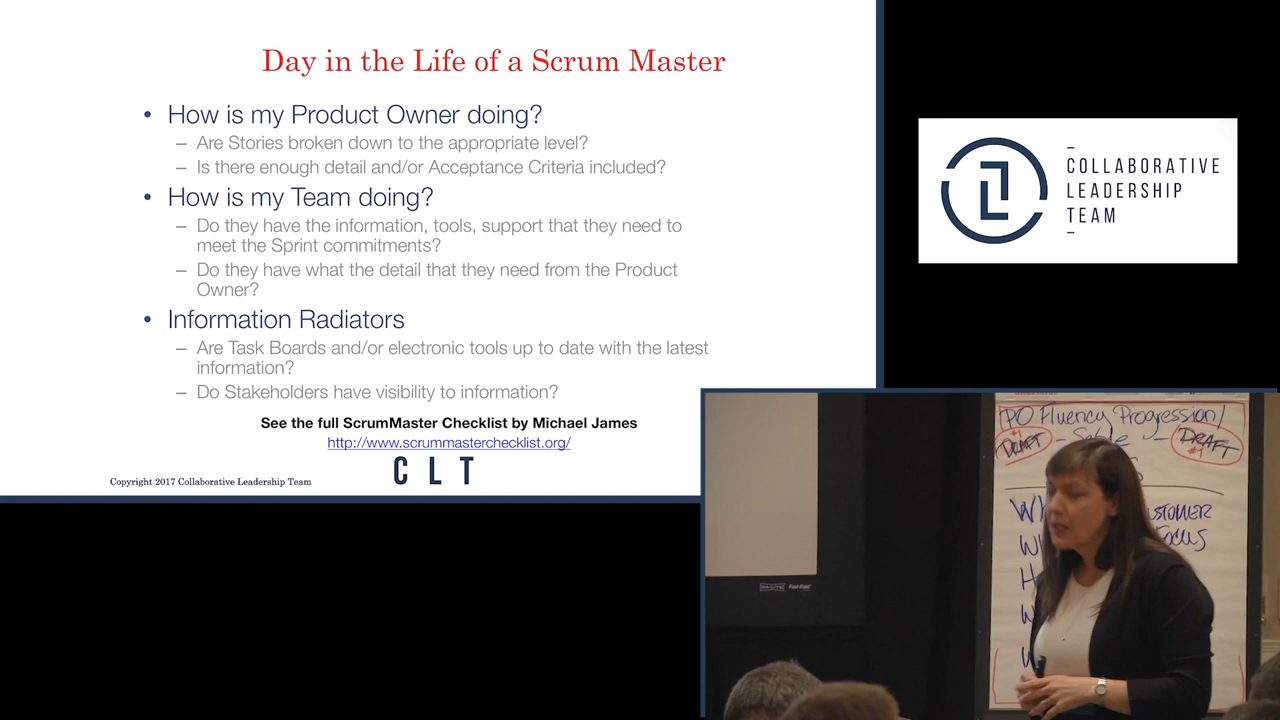 Day in the Life of a Scrum Master
• How is my Product Owner doing?
– Are Stories broken down to the appropriate level?
– Is there enough detail and/or Acceptance Criteria included?
• How is my Team doing?
– Do they have the information, tools, support that they need to
meet the Sprint commitments?
– Do they have what the detail that they need from the Product
Owner?
• Information Radiators
– Are Task Boards and/or electronic tools up to date with the latest
information?
– Do Stakeholders have visibility to information?
See the full ScrumMaster Checklist by Michael James
http://www.scrummasterchecklist.org/
CLT
Copyright 2017 Collaborative Leadership Team
COLLABORATIVE
LEADERSHIP
TEAM
PO Fluency Progression/
DRAFT
#1
DRAFT
#1